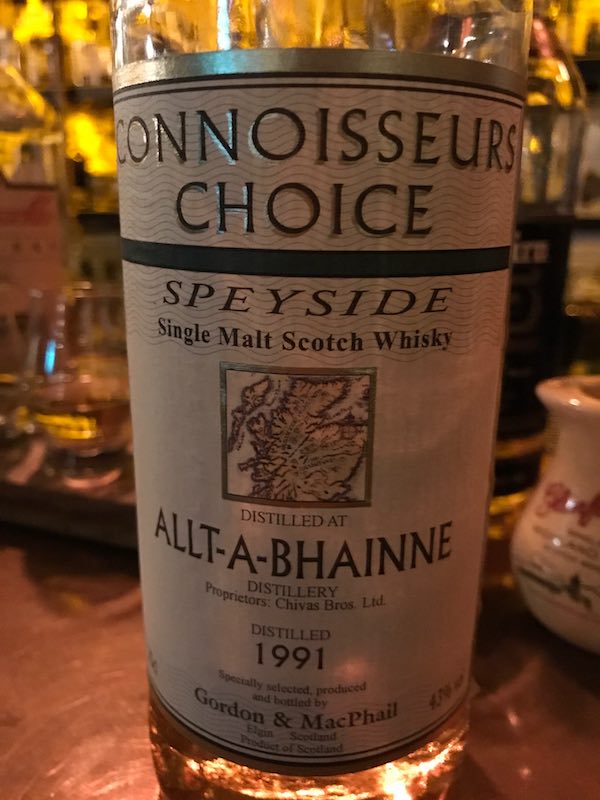 CONNOISSEURS
CHOICE
SPEYSIDE
Single Malt Scotch Whisky
DISTILLED AT
ALLT-A-BHAINNE
DISTILLERY
Proprietors: Chivas Bros. Ltd.
DISTILLED
1991
Specially selected, produced
and bottled by
Gordon & MacPhail
43%
Elgin Scotland
Product of Scotland